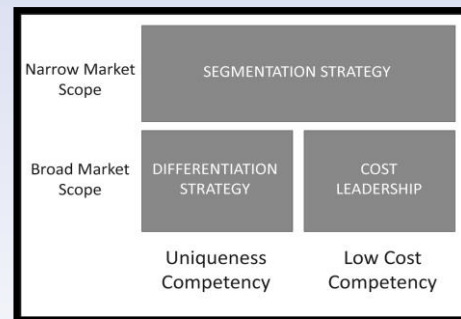 Narrow Market
Scope
SEGMENTATION STRATEGY
Broad Market
Scope
DIFFERENTIATION
STRATEGY
COST
LEADERSHIP
Uniqueness
Competency
Low Cost
Competency